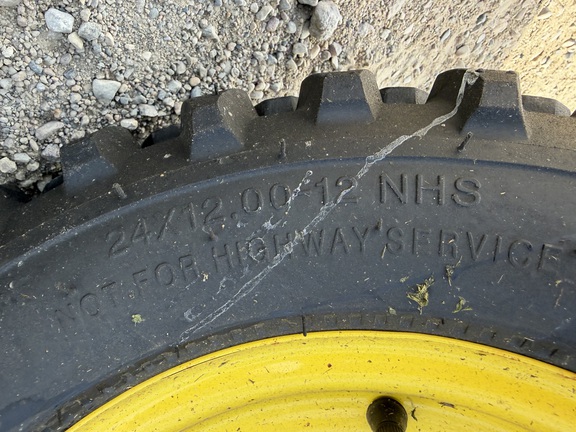 24/12.00-12 NHS
NOT FOR HIGHWAY SERVICE